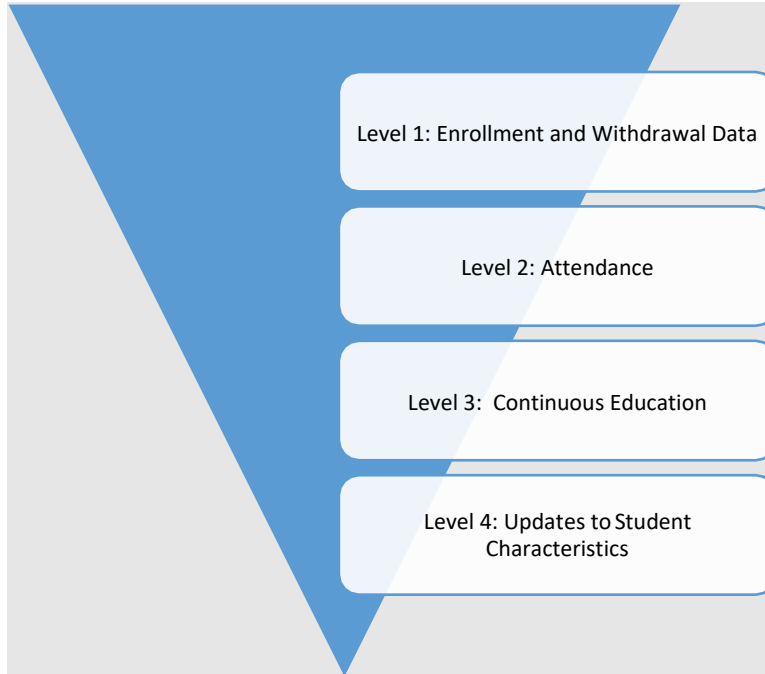 Level 1: Enrollment and Withdrawal Data
Level 2: Attendance
Level 3:  Continuous Education
Level 4: Updates to Student
Characteristics